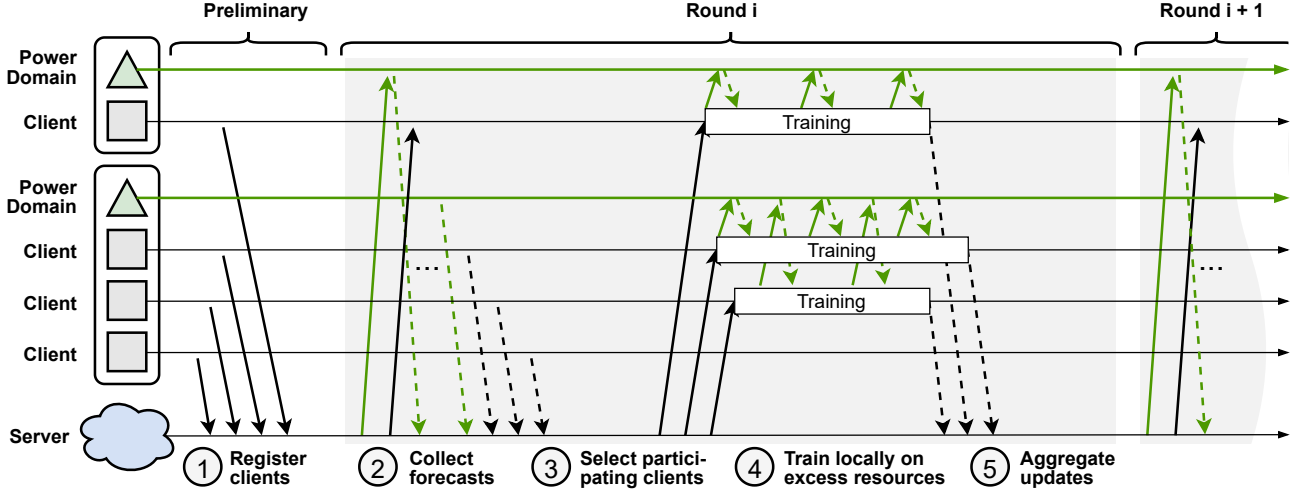 Preliminary
Round i
Round i + 1
Power
Domain
Client
Training
Power
Domain
Client
Training
...
...
Client
Training
Client
Server
1 Register
clients
2 Collect
forecasts
3 Select partici-
pating clients
4 Train locally on
excess resources
5 Aggregate
updates